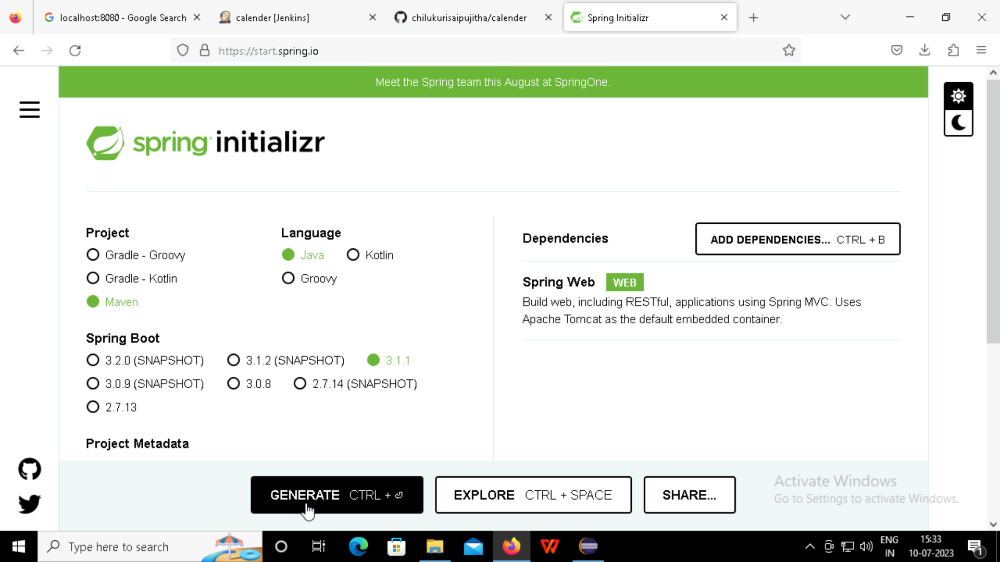 localhost:8080 - Google Search
calender [Jenkins]
chilukurisaipujitha/calender
Spring Initializr
https://start.spring.io
Meet the Spring team this August at SpringOne.
spring initializr
Project
Language
Gradle - Groovy
Java
Kotlin
Gradle - Kotlin
Groovy
Maven
Spring Boot
3.2.0 (SNAPSHOT)
3.1.2 (SNAPSHOT)
3.1.1
3.0.9 (SNAPSHOT)
3.0.8
2.7.14 (SNAPSHOT)
2.7.13
Project Metadata
Dependencies
ADD DEPENDENCIES... CTRL + B
Spring Web WEB
Build web, including RESTful, applications using Spring MVC. Uses
Apache Tomcat as the default embedded container.
GENERATE CTRL + ⏎
EXPLORE CTRL + SPACE
SHARE...
Activate Windows
Go to Settings to activate Windows.
Type here to search
ENG
IN
15:33
10-07-2023
1